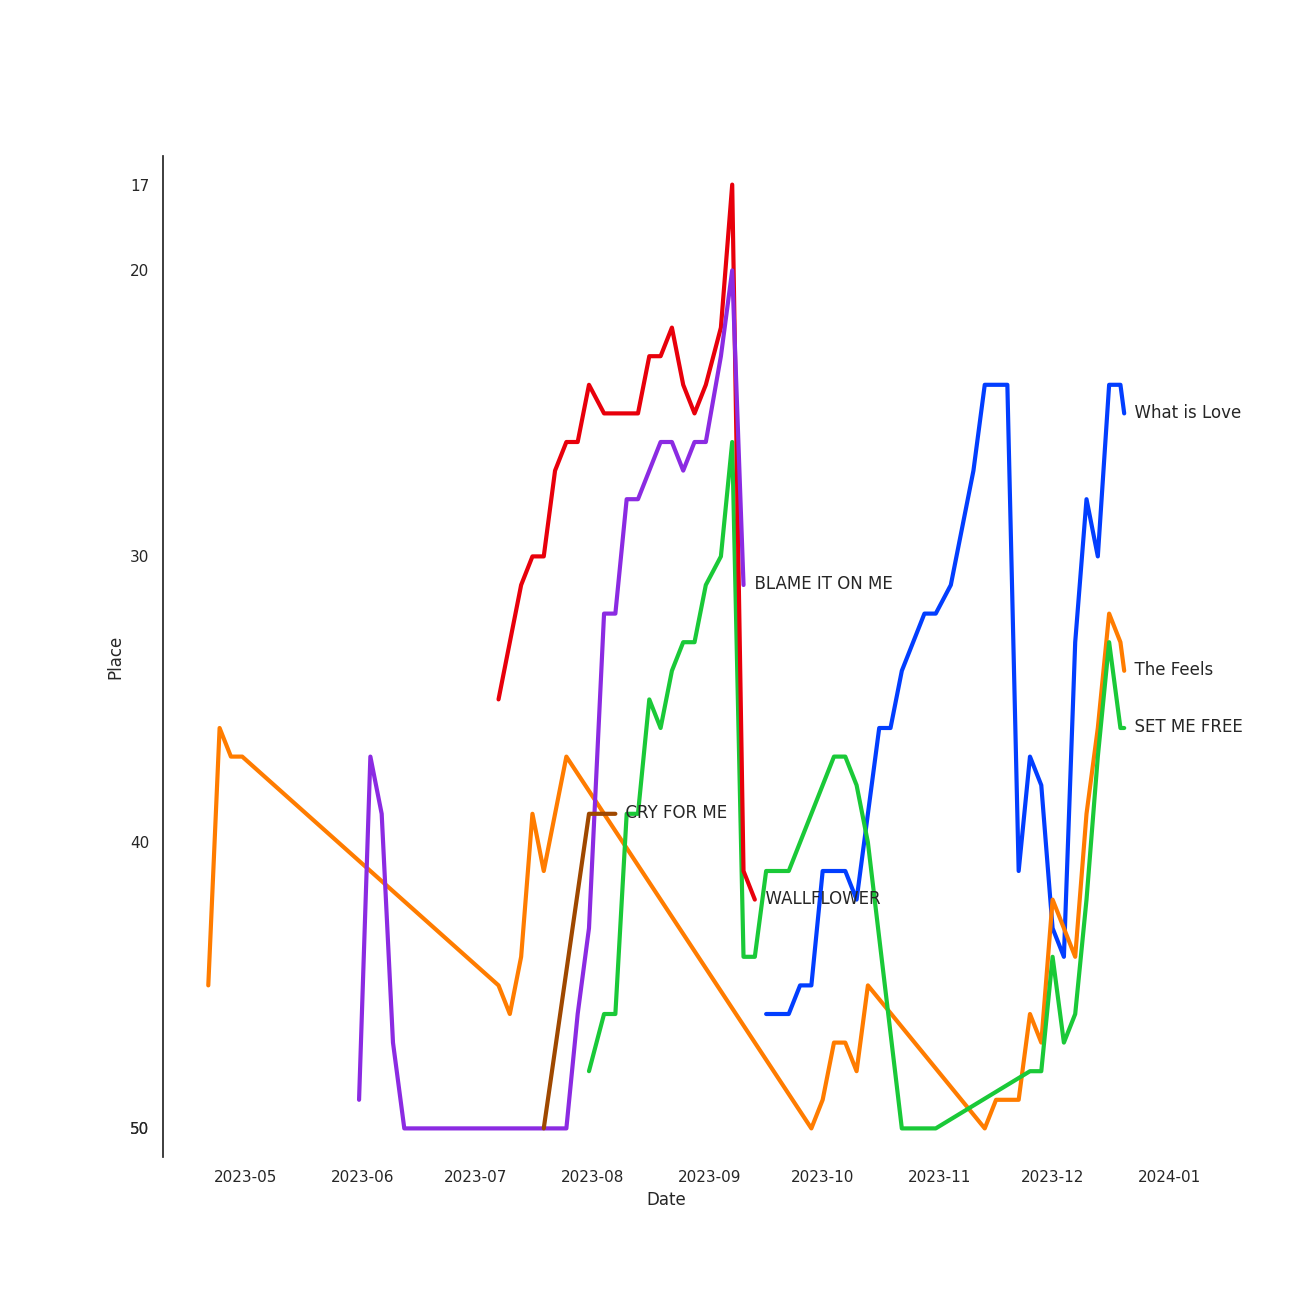 17
20
30
40
50
Place
What is Love
BLAME IT ON ME
The Feels
SET ME FREE
CRY FOR ME
WALLFLOWER
2023-05 2023-06 2023-07 2023-08 2023-09 2023-10 2023-11 2023-12 2024-01
Date